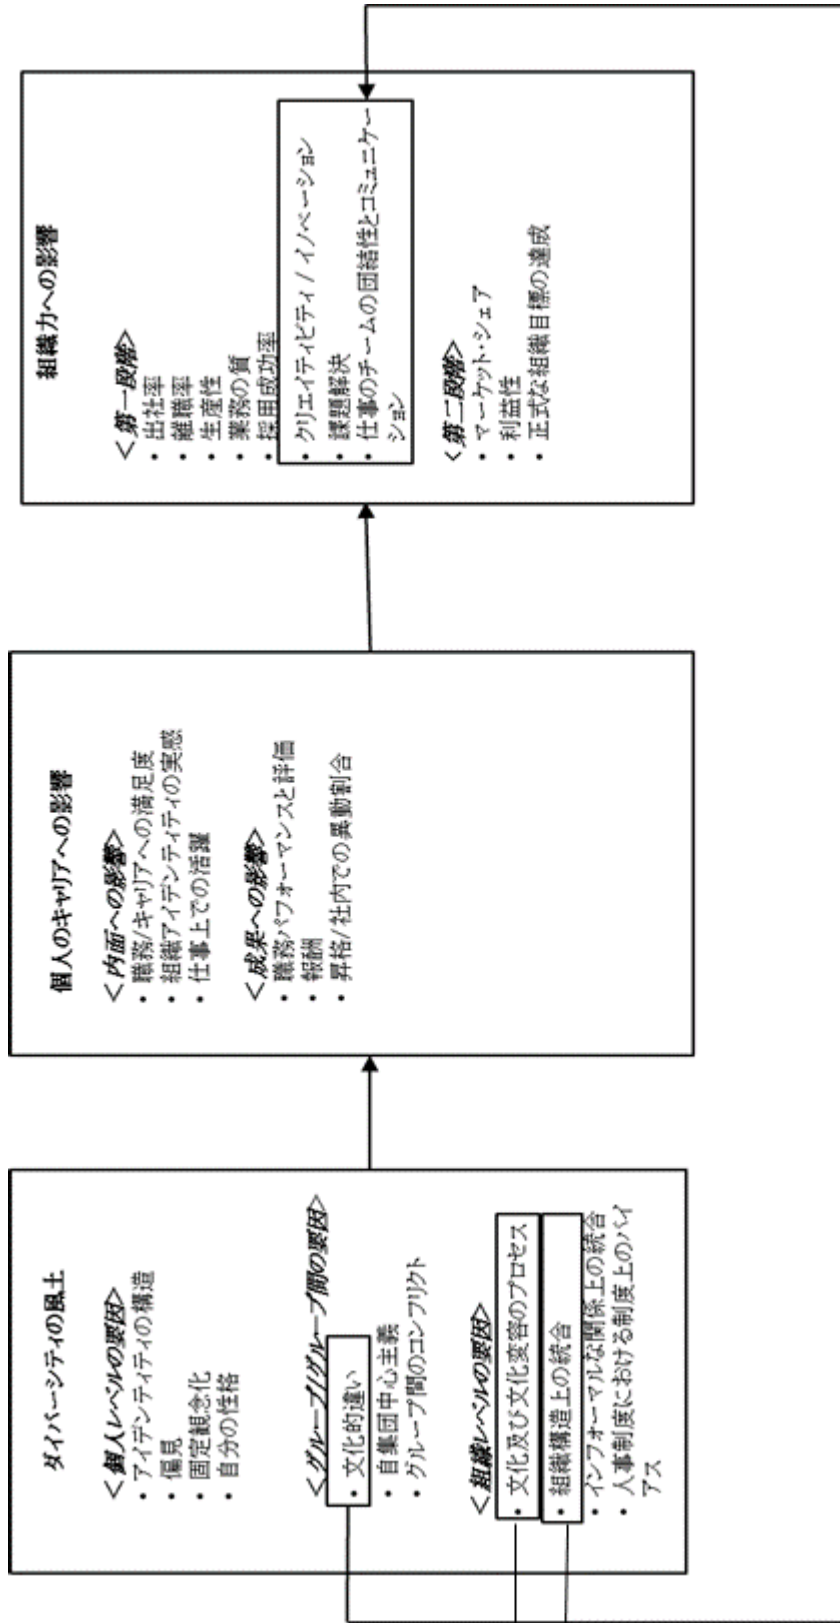 ダイバーシティの風土
＜個人レベルの要因＞
• アイデンティティの構造
• 偏見
• 固定観念化
• 自分の性格
＜グループ/グループ間の要因＞
• 文化的違い
• 自集団中心主義
• グループ間のコンフリクト
＜組織レベルの要因＞
• 文化及び文化変容のプロセス
• 組織構造上の統合
• インフォーマルな関係上の統合
• 人事制度における制度上のバイ
アス
個人のキャリアへの影響
＜内面への影響＞
• 職務/キャリアへの満足度
• 組織アイデンティティの実感
• 仕事上での活躍
＜成果への影響＞
• 職務パフォーマンスと評価
• 報酬
• 昇格/社内での異動割合
組織力への影響
＜第一段階＞
• 出社率
• 離職率
• 生産性
• 業務の質
• 採用成功率
• クリエイティビティ / イノベーション
• 課題解決
• 仕事のチームの団結性とコミュニケー
ション
＜第二段階＞
• マーケット・シェア
• 利益性
• 正式な組織目標の達成